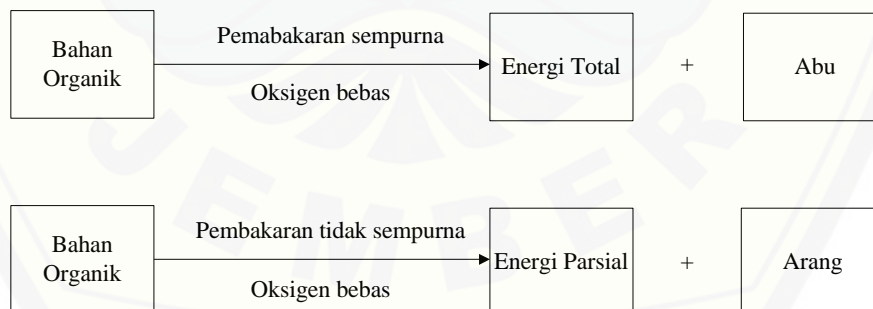 Bahan
Organik
Pemabakaran sempurna
Oksigen bebas
Energi Total
+
Abu
JEMBER
Bahan
Organik
Pembakaran tidak sempurna
Oksigen bebas
Energi Parsial
+
Arang